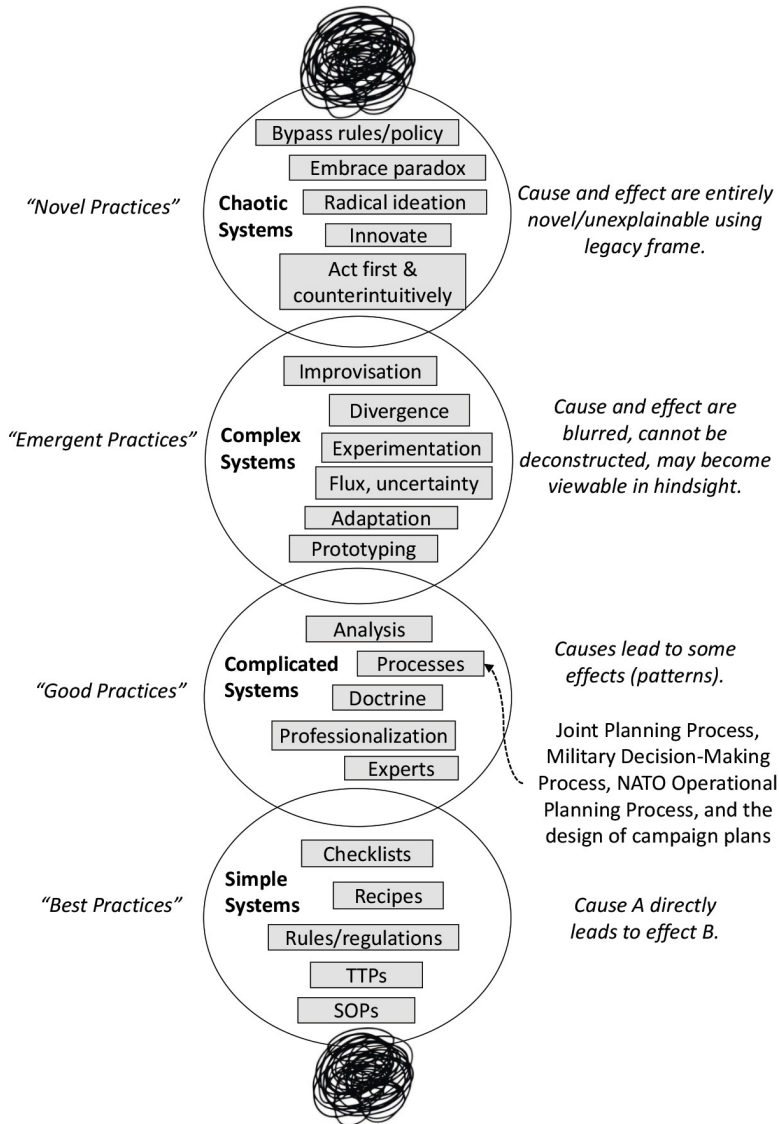 Bypass rules/policy
Embrace paradox
“Novel Practices”
Chaotic
Systems
Radical ideation
Innovate
Act first &
counterintuitively
Cause and effect are entirely
novel/unexplainable using
legacy frame.
Improvisation
Divergence
“Emergent Practices”
Complex
Systems
Experimentation
Flux, uncertainty
Adaptation
Prototyping
Cause and effect are
blurred, cannot be
deconstructed, may become
viewable in hindsight.
Analysis
“Good Practices”
Complicated
Systems
Processes
Doctrine
Professionalization
Experts
Causes lead to some
effects (patterns).
Joint Planning Process,
Military Decision-Making
Process, NATO Operational
Planning Process, and the
design of campaign plans
Checklists
“Best Practices”
Simple
Systems
Recipes
Rules/regulations
TTPs
SOPs
Cause A directly
leads to effect B.